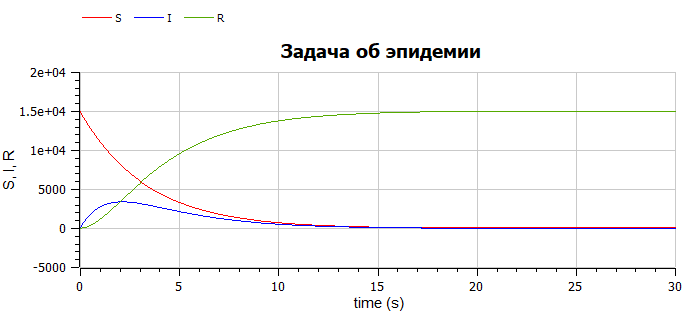 S I R
Задача об эпидемии
2e+04
1.5e+04
1e+04
5000
0
-5000
S, I, R
0 5 10 15 20 25 30
time (s)